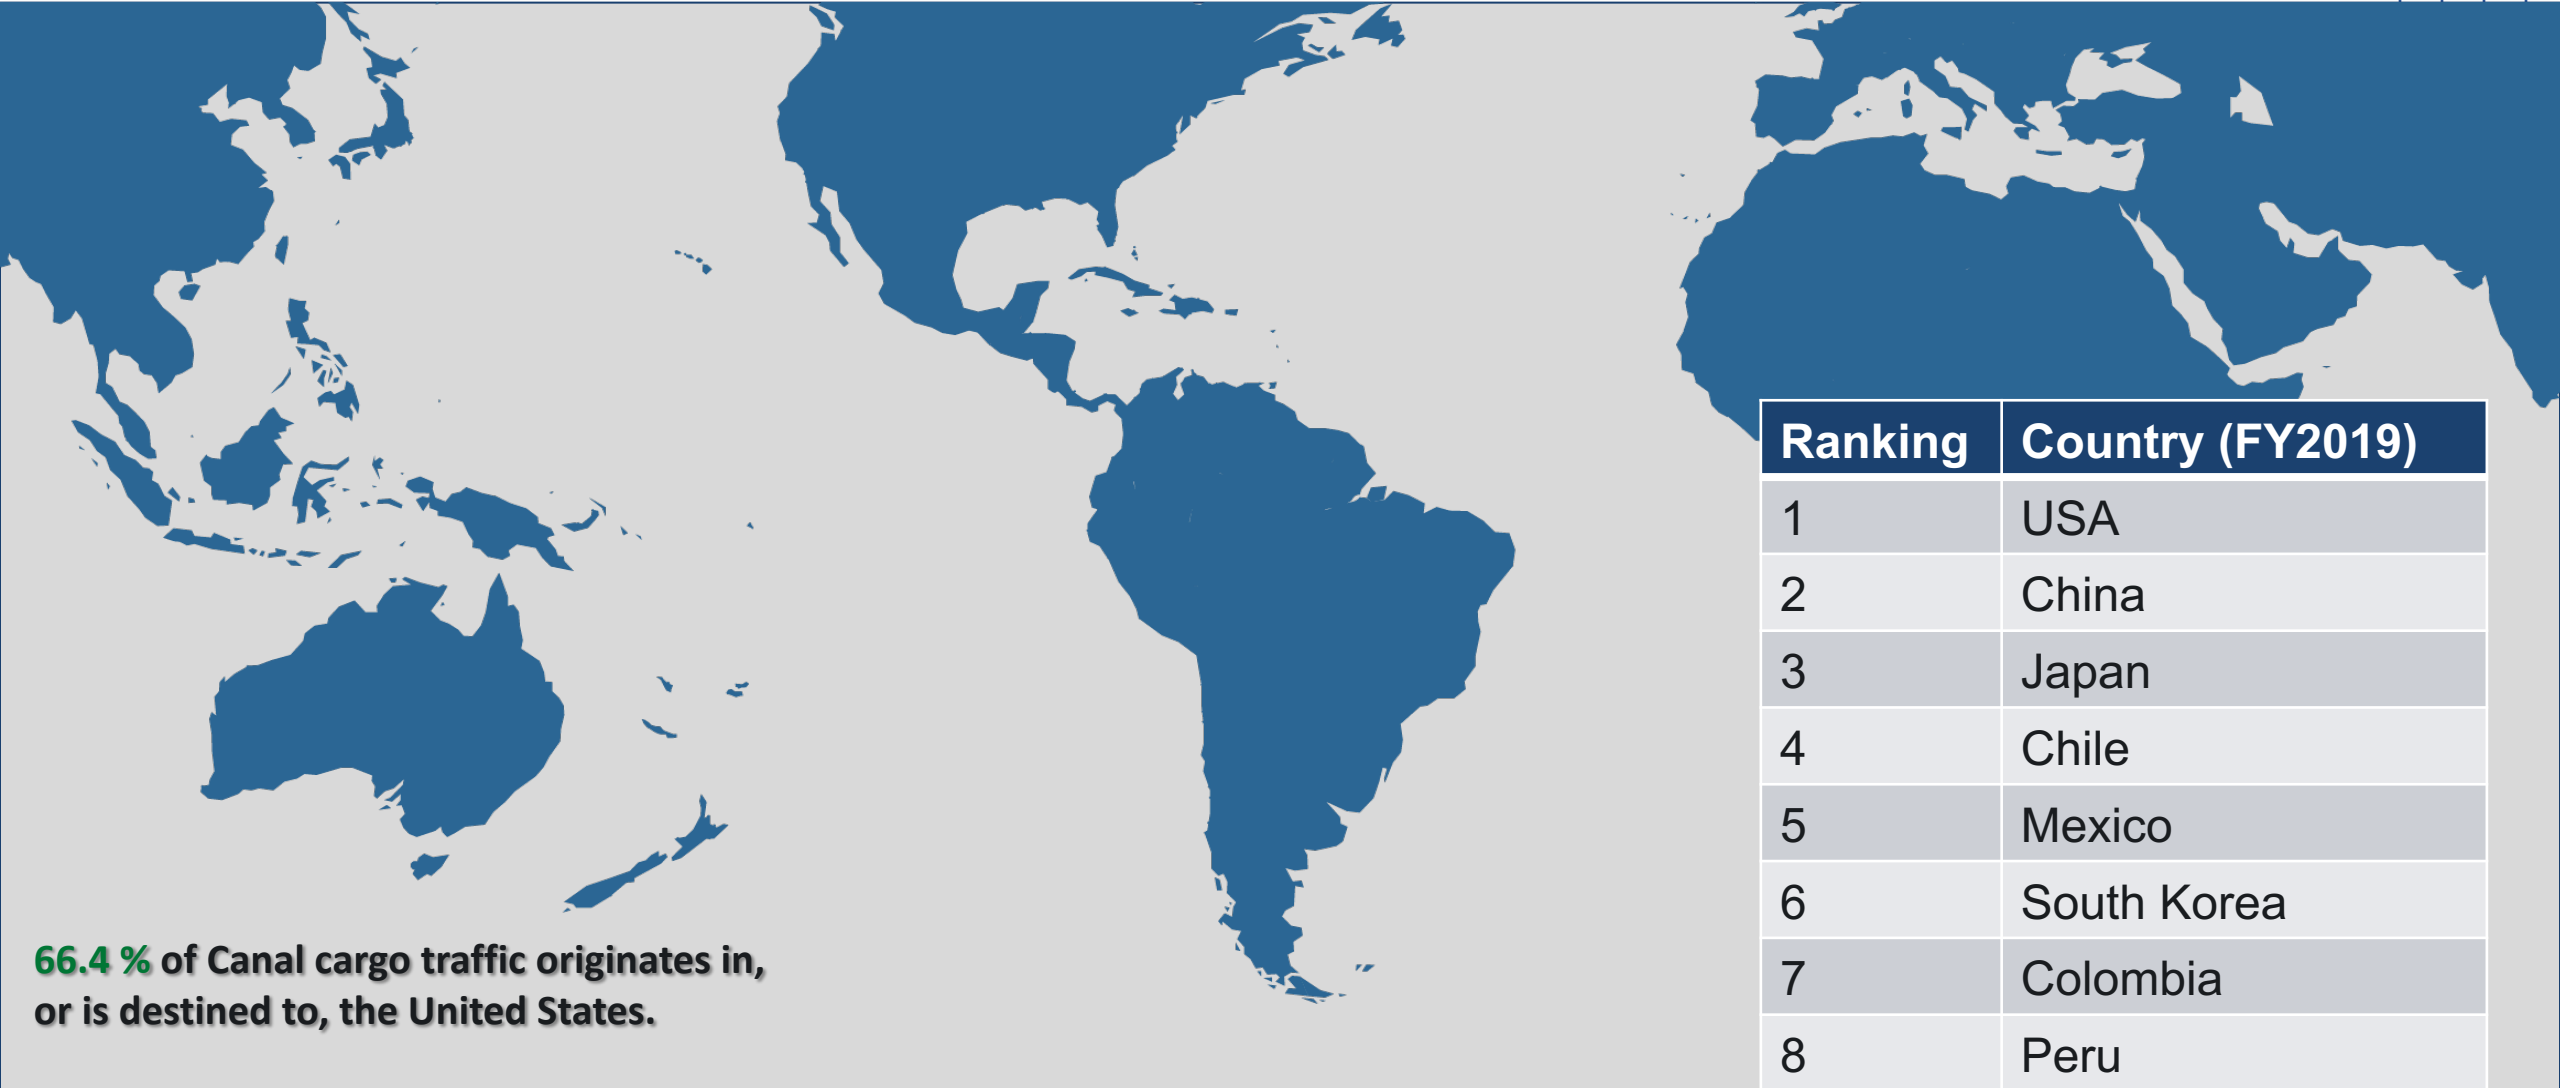 Ranking Country (FY2019)
1 USA
2 China
3 Japan
4 Chile
5 Mexico
6 South Korea
7 Colombia
8 Peru
66.4 % of Canal cargo traffic originates in,
or is destined to, the United States.